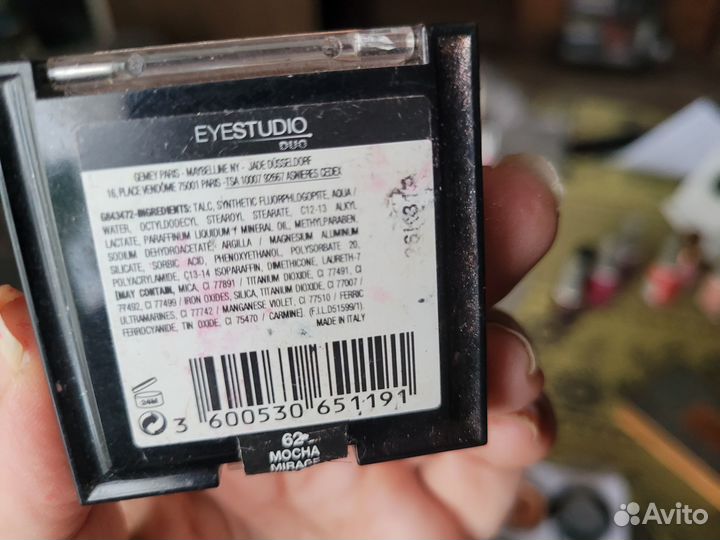 EYESTUDIO
DUO
GEMEY PARIS - MAYBELLINE NY - JADE DÜSSELDORF
16, PLACE VENDÔME 75001 PARIS - TSA 10007 92667 ASNIERES CEDEX
G843472-INGREDIENTS: TALC, SYNTHETIC FLUORPHLOGOPITE, AQUA /
WATER, OCTYLDODECYL STEAROYL STEARATE, C12-13 ALKYL
LACTATE, PARAFFINUM LIQUIDUM / MINERAL OIL, METHYLPARABEN,
SODIUM DEHYDROACETATE, ARGILLA / MAGNESIUM ALUMINUM
SILICATE, SORBIC ACID, PHENOXYETHANOL, POLYSORBATE 20,
POLYACRYLAMIDE, C13-14 ISOPARAFFIN, DIMETHICONE, LAURETH-7
[MAY CONTAIN, MICA, CI 77891 / TITANIUM DIOXIDE, CI 77491, CI
77492, CI 77499 / IRON OXIDES, SILICA, TITANIUM DIOXIDE, CI 77007 /
ULTRAMARINES, CI 77742 / MANGANESE VIOLET, CI 77510 / FERRIC
FERROCYANIDE, TIN OXIDE, CI 75470 / CARMINE]. (F.I.L.D51599/1).
MADE IN ITALY
24M
3 600530 651191
62
MOCHA
MIRAGE
Avito